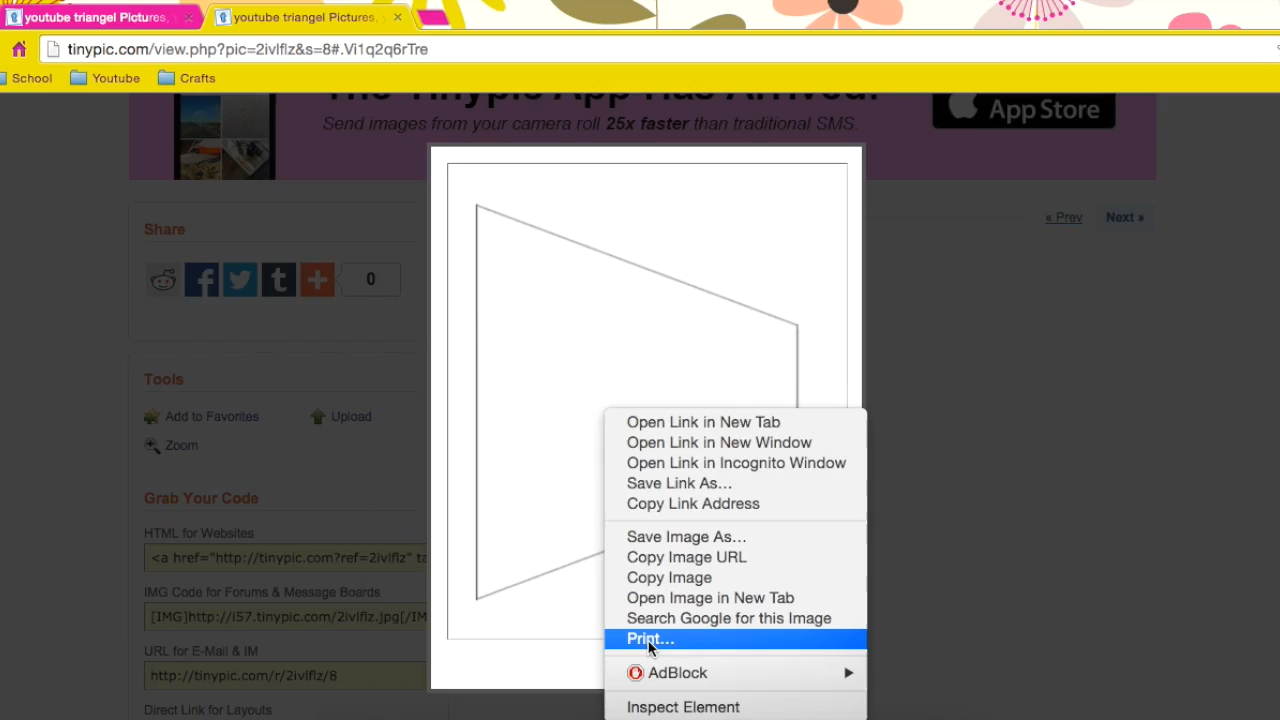 youtube triangel Pictures,
youtube triangel Pictures,
tinypic.com/view.php?pic=2ivlflz&s=8#.Vi1q2q6rTre
School
Youtube
Crafts
The Tinypic App Has Arrived!
Send images from your camera roll 25x faster than traditional SMS.
App Store
« Prev
Next »
Share
0
Tools
Add to Favorites
Upload
Zoom
Grab Your Code
HTML for Websites
<a href="http://tinypic.com?ref=2ivlflz" ta
IMG Code for Forums & Message Boards
[IMG]http://i57.tinypic.com/2ivlflz.jpg[/IM
URL for E-Mail & IM
http://tinypic.com/r/2ivlflz/8
Direct Link for Layouts
Open Link in New Tab
Open Link in New Window
Open Link in Incognito Window
Save Link As…
Copy Link Address
Save Image As…
Copy Image URL
Copy Image
Open Image in New Tab
Search Google for this Image
Print…
AdBlock
Inspect Element